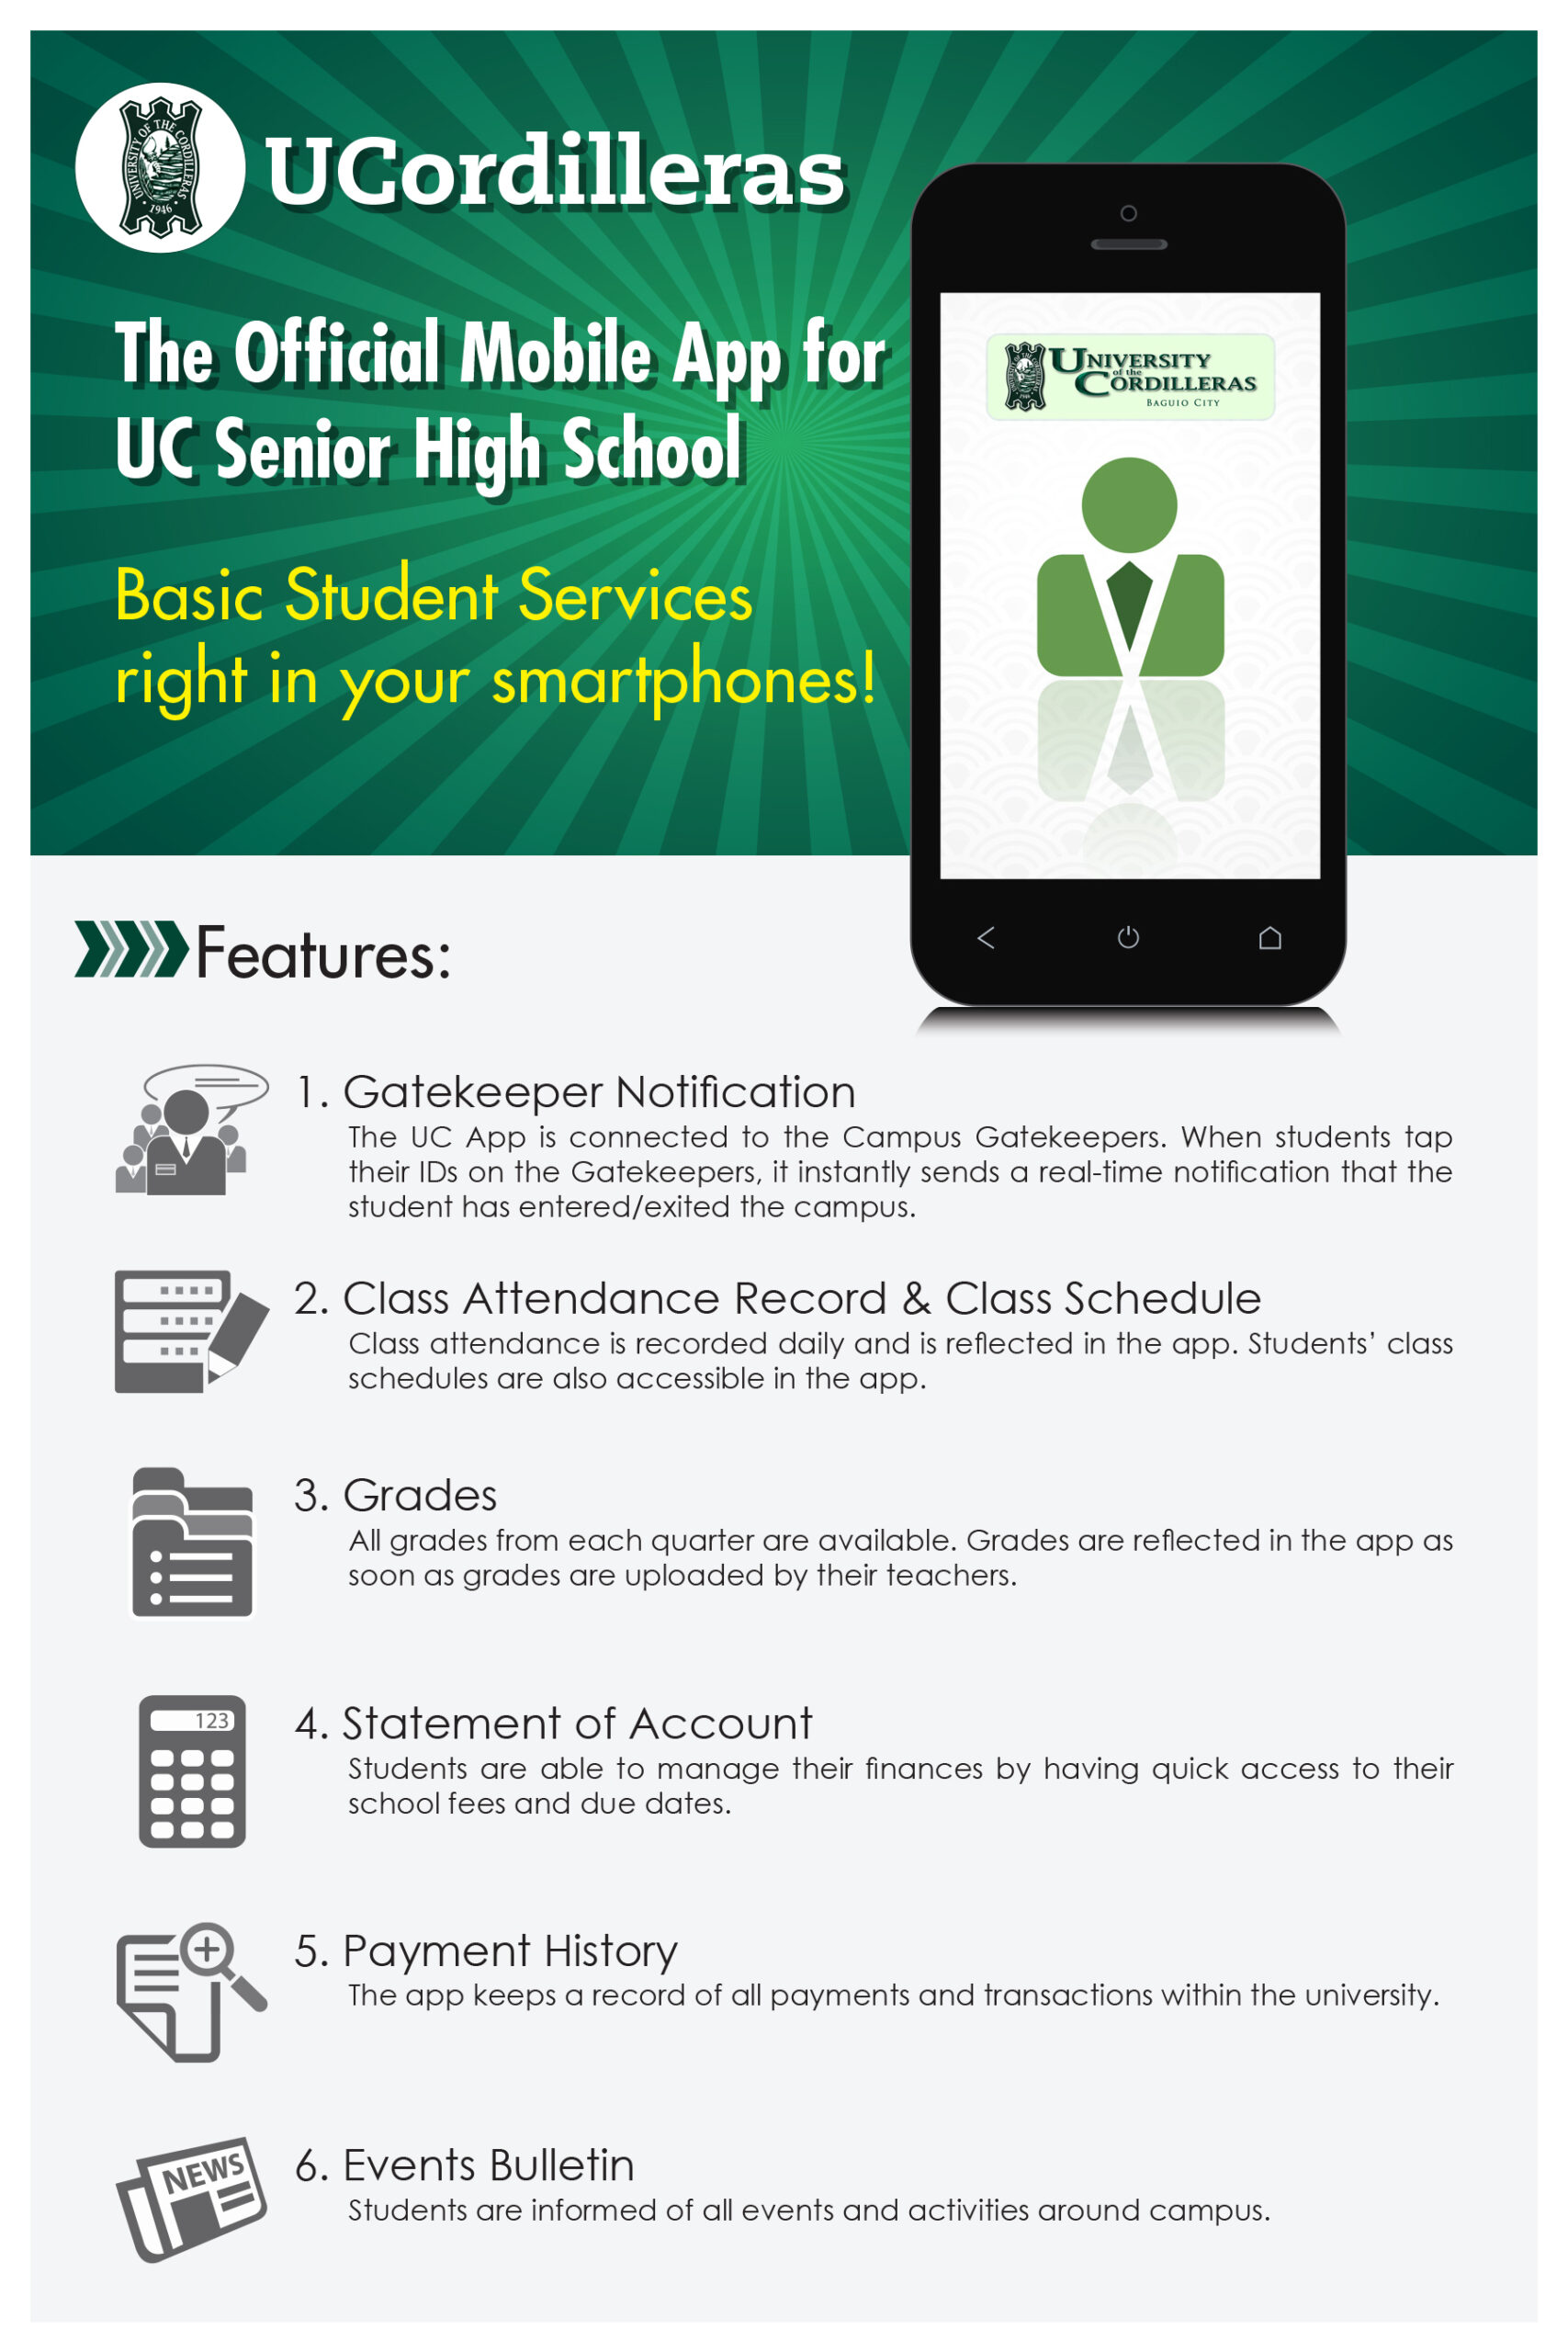 UNIVERSITY OF THE CORDILLERAS
1946
UCordilleras
The Official Mobile App for
UC Senior High School
Basic Student Services
right in your smartphones!
UNIVERSITY
of the
CORDILLERAS
BAGUIO CITY
Features:
1. Gatekeeper Notification
The UC App is connected to the Campus Gatekeepers. When students tap
their IDs on the Gatekeepers, it instantly sends a real-time notification that the
student has entered/exited the campus.
2. Class Attendance Record & Class Schedule
Class attendance is recorded daily and is reflected in the app. Students’ class
schedules are also accessible in the app.
3. Grades
All grades from each quarter are available. Grades are reflected in the app as
soon as grades are uploaded by their teachers.
123
4. Statement of Account
Students are able to manage their finances by having quick access to their
school fees and due dates.
5. Payment History
The app keeps a record of all payments and transactions within the university.
NEWS
6. Events Bulletin
Students are informed of all events and activities around campus.